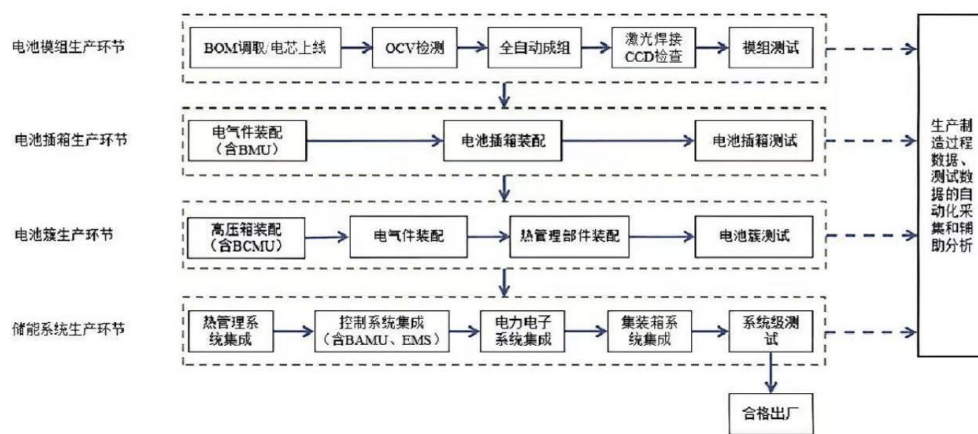 电池模组生产环节
BOM调取/电芯上线
OCV检测
全自动成组
激光焊接
CCD检查
模组测试
电池插箱生产环节
电气件装配
（含BMU）
电池插箱装配
电池插箱测试
电池簇生产环节
高压箱装配
（含BCMU）
电气件装配
热管理部件装配
电池簇测试
储能系统生产环节
热管理系
统集成
控制系统集成
（含BAMU、EMS）
电力电子
系统集成
集装箱系
统集成
系统级测
试
合格出厂
生产制
造过程
数据、
测试数
据的自
动化采
集和辅
助分析